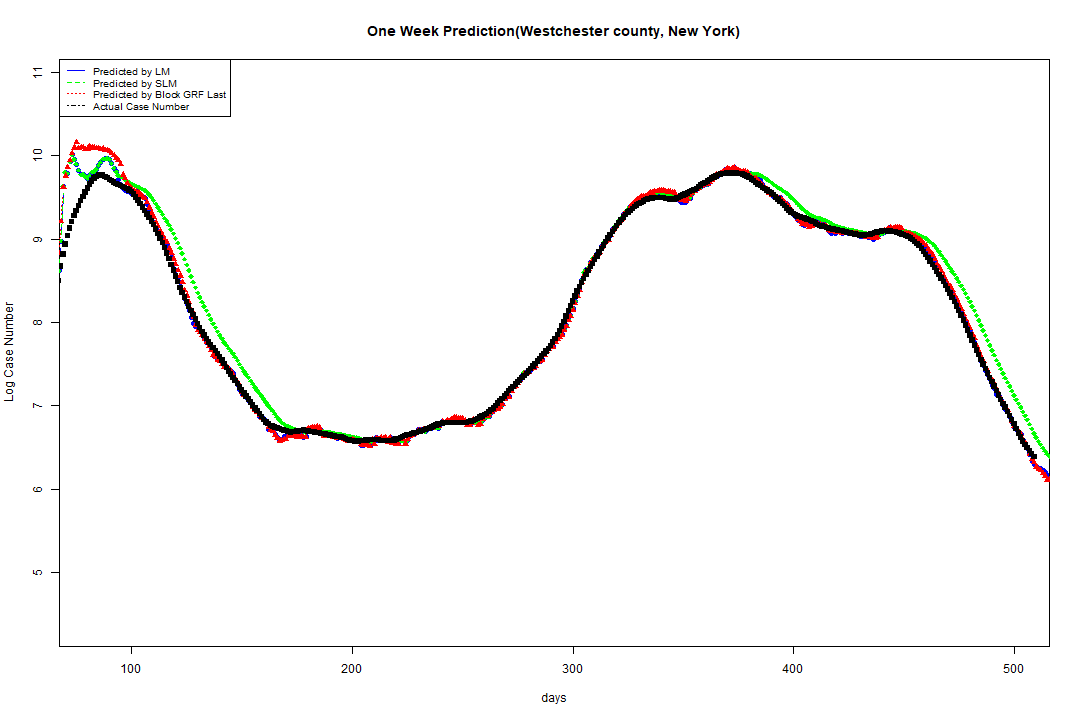 One Week Prediction(Westchester county, New York)
Predicted by LM
Predicted by SLM
Predicted by Block GRF Last
Actual Case Number
11
10
9
8
7
6
5
Log Case Number
100 200 300 400 500
days